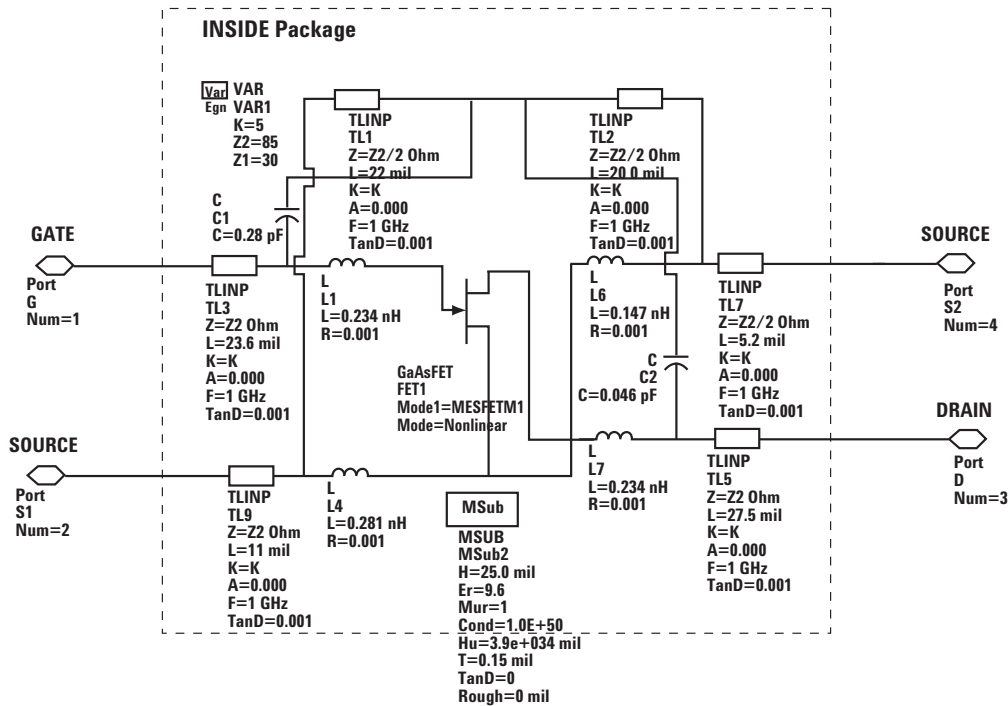 INSIDE Package
Var VAR
Egn VAR1
K=5
Z2=85
Z1=30
TLINP
TL1
Z=Z2/2 Ohm
L=22 mil
K=K
A=0.000
F=1 GHz
TanD=0.001
TLINP
TL2
Z=Z2/2 Ohm
L=20.0 mil
K=K
A=0.000
F=1 GHz
TanD=0.001
C
C1
C=0.28 pF
GATE
Port
G
Num=1
TLINP
TL3
Z=Z2 Ohm
L=23.6 mil
K=K
A=0.000
F=1 GHz
TanD=0.001
L
L1
L=0.234 nH
R=0.001
GaAsFET
FET1
Mode1=MESFETM1
Mode=Nonlinear
L
L6
L=0.147 nH
R=0.001
C
C2
C=0.046 pF
TLINP
TL7
Z=Z2/2 Ohm
L=5.2 mil
K=K
A=0.000
F=1 GHz
TanD=0.001
SOURCE
Port
S2
Num=4
SOURCE
Port
S1
Num=2
TLINP
TL9
Z=Z2 Ohm
L=11 mil
K=K
A=0.000
F=1 GHz
TanD=0.001
L
L4
L=0.281 nH
R=0.001
MSub
MSUB
MSub2
H=25.0 mil
Er=9.6
Mur=1
Cond=1.0E+50
Hu=3.9e+034 mil
T=0.15 mil
TanD=0
Rough=0 mil
L
L7
L=0.234 nH
R=0.001
TLINP
TL5
Z=Z2 Ohm
L=27.5 mil
K=K
A=0.000
F=1 GHz
TanD=0.001
DRAIN
Port
D
Num=3